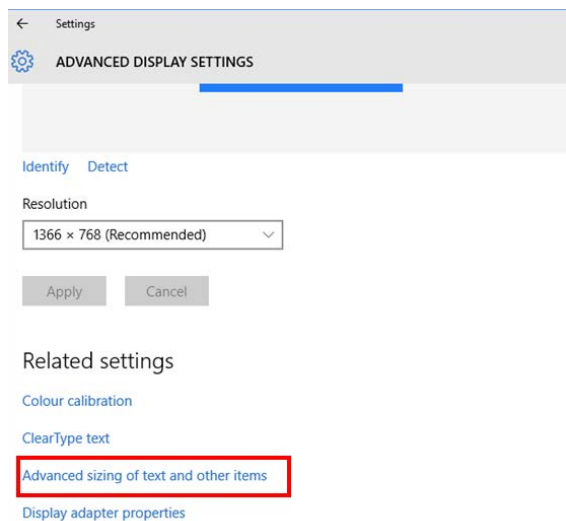 Settings
ADVANCED DISPLAY SETTINGS
Identify Detect
Resolution
1366 × 768 (Recommended)
Apply Cancel
Related settings
Colour calibration
ClearType text
Advanced sizing of text and other items
Display adapter properties